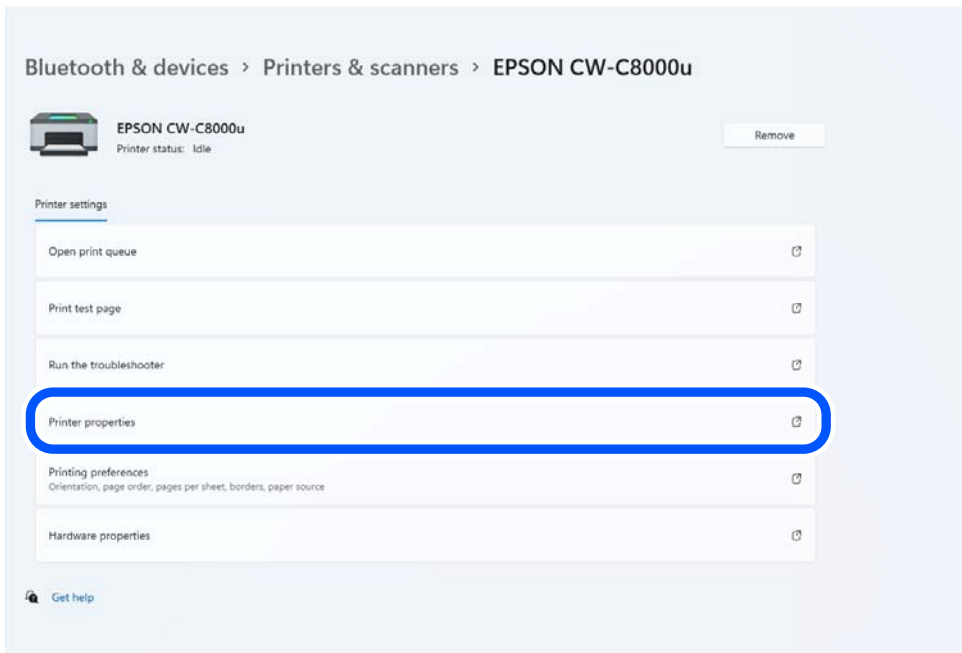 Bluetooth & devices > Printers & scanners > EPSON CW-C8000u
EPSON CW-C8000u
Printer status: Idle
Remove
Printer settings
Open print queue
Print test page
Run the troubleshooter
Printer properties
Printing preferences
Orientation, page order, pages per sheet, borders, paper source
Hardware properties
Get help